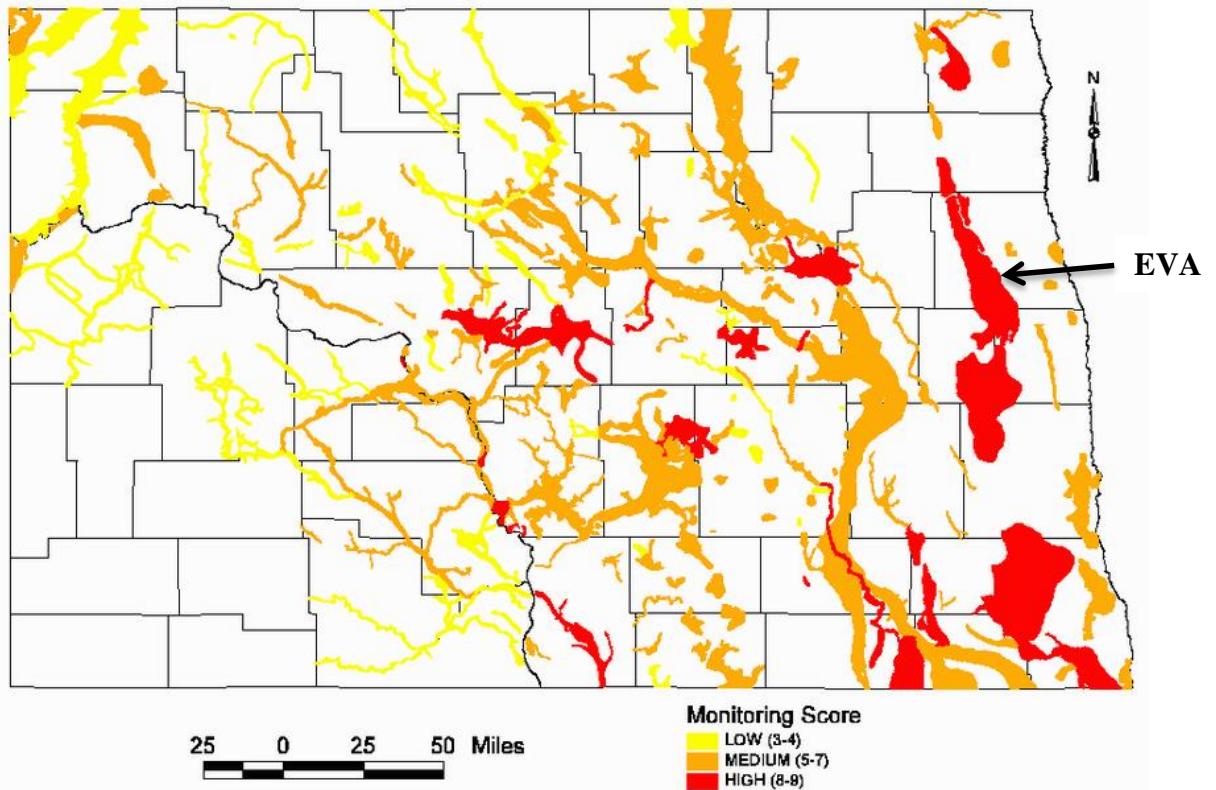 N
EVA
25 0 25 50 Miles
Monitoring Score
LOW (3-4)
MEDIUM (5-7)
HIGH (8-9)